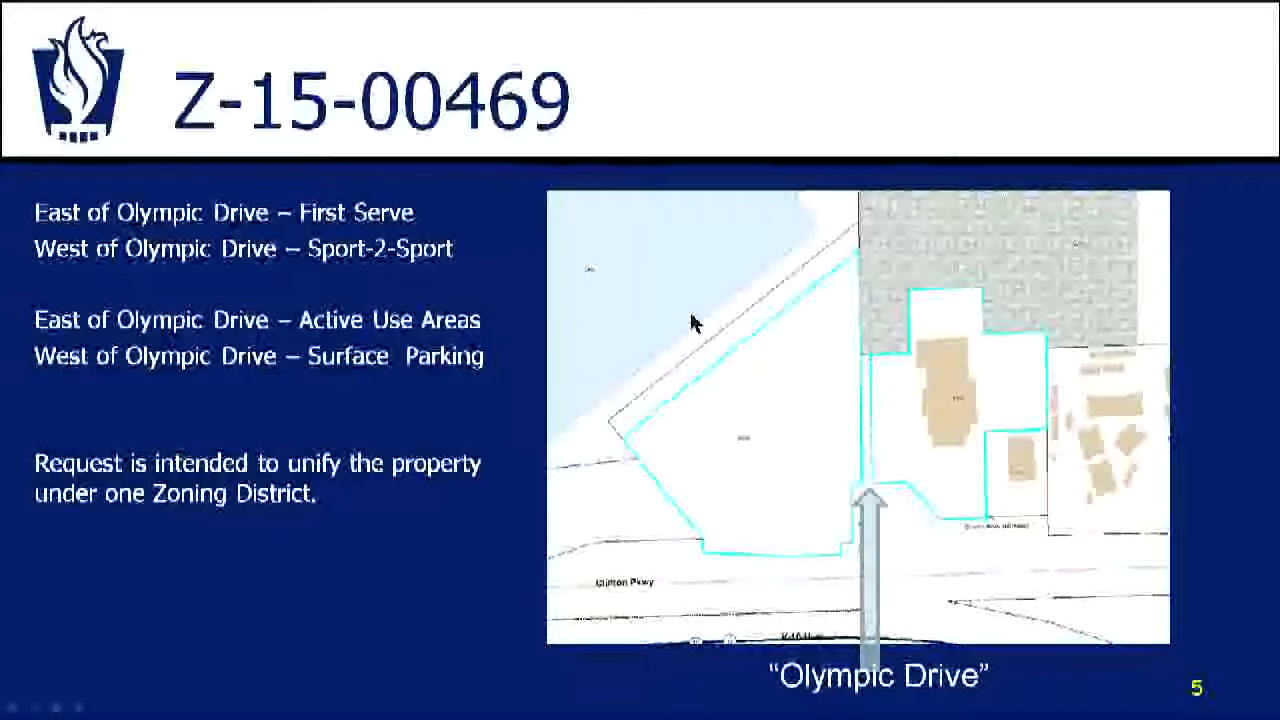 Z-15-00469
East of Olympic Drive – First Serve
West of Olympic Drive – Sport-2-Sport
East of Olympic Drive – Active Use Areas
West of Olympic Drive – Surface Parking
Request is intended to unify the property
under one Zoning District.
Clifton Pkwy
“Olympic Drive”
5